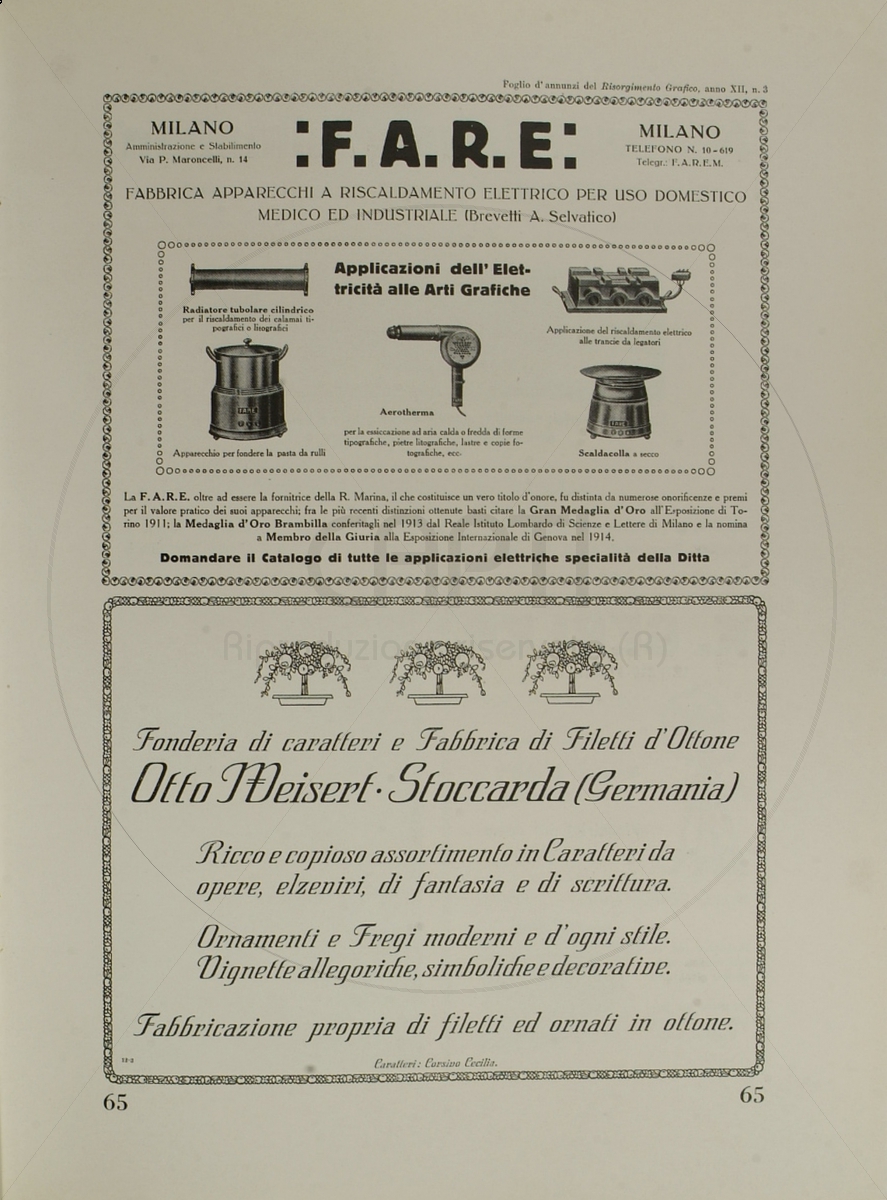 Foglio d'annunzi del Risorgimento Grafico, anno XII, n. 3
MILANO
Amministrazione e Stabilimento
Via P. Maroncelli, n. 14
:F.A.R.E:
MILANO
TELEFONO N. 10-619
Telegr.: F.A.R.E.M.
FABBRICA APPARECCHI A RISCALDAMENTO ELETTRICO PER USO DOMESTICO
MEDICO ED INDUSTRIALE (Brevetti A. Selvatico)
Applicazioni dell' Elet-
tricità alle Arti Grafiche
Radiatore tubolare cilindrico
per il riscaldamento dei calamai ti-
pografici o litografici
Applicazione del riscaldamento elettrico
alle trancie da legatori
FARE
Apparecchio per fondere la pasta da rulli
Aerotherma
per la essiccazione ad aria calda o fredda di forme
tipografiche, pietre litografiche, lastre e copie fo-
tografiche, ecc.
FARE
Scaldacolla a secco
La F. A. R. E. oltre ad essere la fornitrice della R. Marina, il che costituisce un vero titolo d'onore, fu distinta da numerose onorificenze e premi
per il valore pratico dei suoi apparecchi; fra le più recenti distinzioni ottenute basti citare la Gran Medaglia d'Oro all'Esposizione di To-
rino 1911; la Medaglia d'Oro Brambilla conferitagli nel 1913 dal Reale Istituto Lombardo di Scienze e Lettere di Milano e la nomina
a Membro della Giuria alla Esposizione Internazionale di Genova nel 1914.
Domandare il Catalogo di tutte le applicazioni elettriche specialità della Ditta
Riproduzione riservata (R)
Fonderia di caratteri e Fabbrica di Filetti d'Ottone
Otto Weisert · Stoccarda (Germania)
Ricco e copioso assortimento in Caratteri da
opere, elzeviri, di fantasia e di scrittura.
Ornamenti e Fregi moderni e d'ogni stile.
Vignette allegoriche, simboliche e decorative.
Fabbricazione propria di filetti ed ornati in ottone.
12-3
Caratteri: Corsivo Cecilia.
65
65